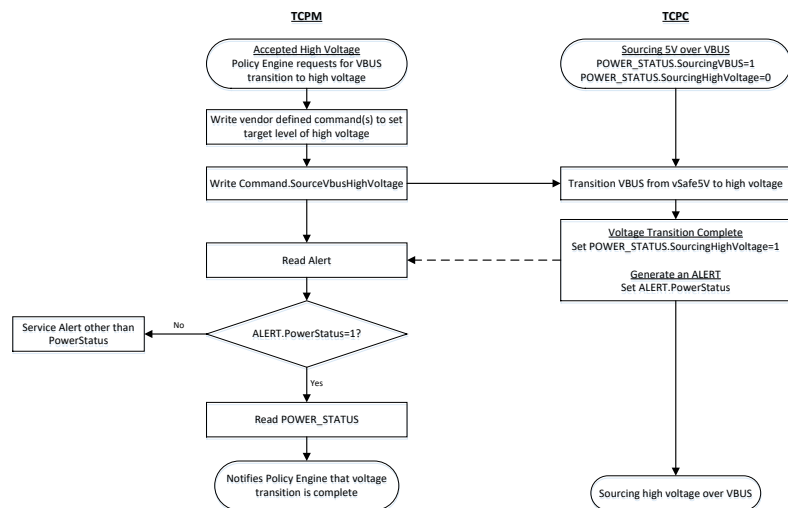 TCPM
TCPC
Accepted High Voltage
Policy Engine requests for VBUS
transition to high voltage
Sourcing 5V over VBUS
POWER_STATUS.SourcingVBUS=1
POWER_STATUS.SourcingHighVoltage=0
Write vendor defined command(s) to set
target level of high voltage
Write Command.SourceVbusHighVoltage
Transition VBUS from vSafe5V to high voltage
Voltage Transition Complete
Set POWER_STATUS.SourcingHighVoltage=1
Generate an ALERT
Set ALERT.PowerStatus
Read Alert
ALERT.PowerStatus=1?
No
Service Alert other than
PowerStatus
Yes
Read POWER_STATUS
Notifies Policy Engine that voltage
transition is complete
Sourcing high voltage over VBUS